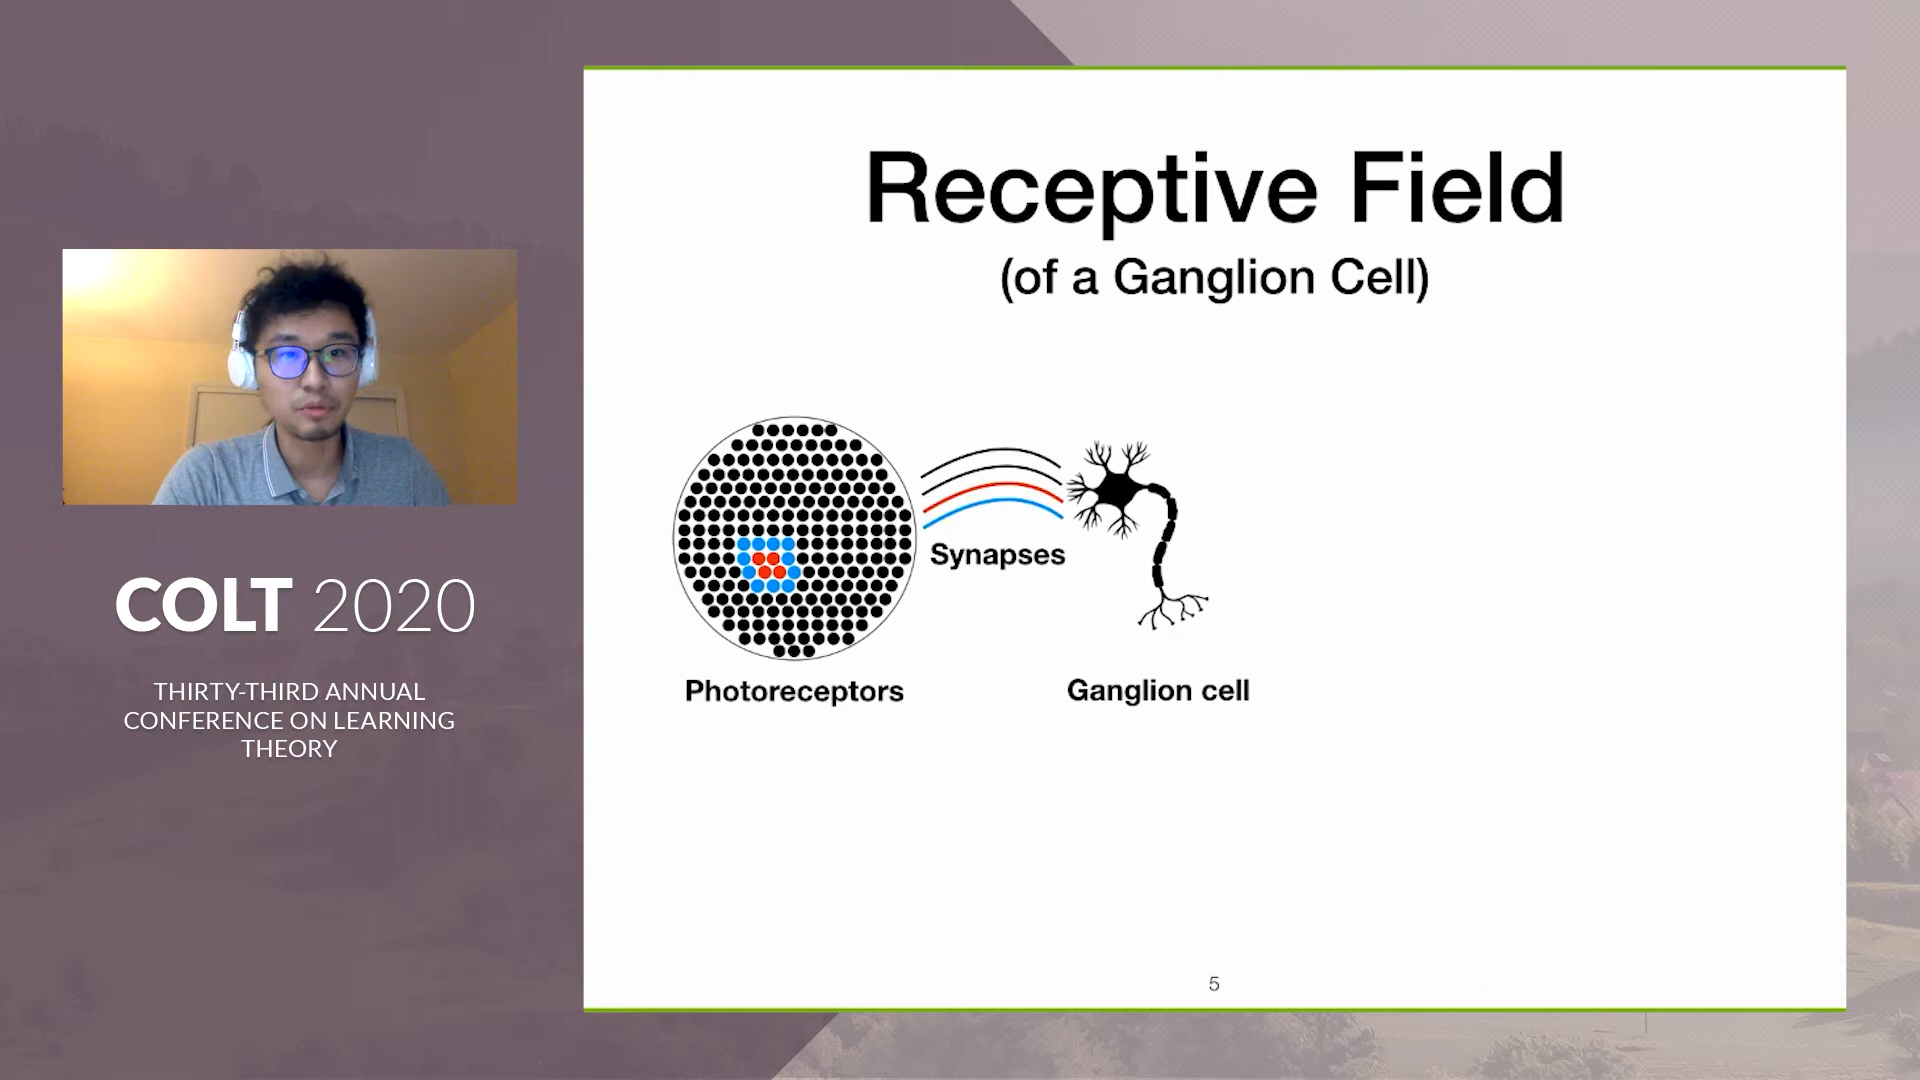 COLT 2020
THIRTY-THIRD ANNUAL
CONFERENCE ON LEARNING
THEORY
Receptive Field
(of a Ganglion Cell)
Synapses
Photoreceptors
Ganglion cell
5